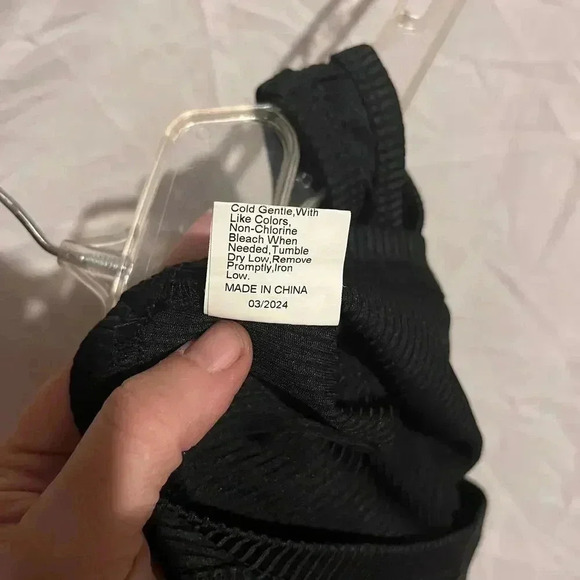 Cold Gentle,With
Like Colors,
Non-Chlorine
Bleach When
Needed,Tumble
Dry Low,Remove
Promptly,Iron
Low.
MADE IN CHINA
03/2024